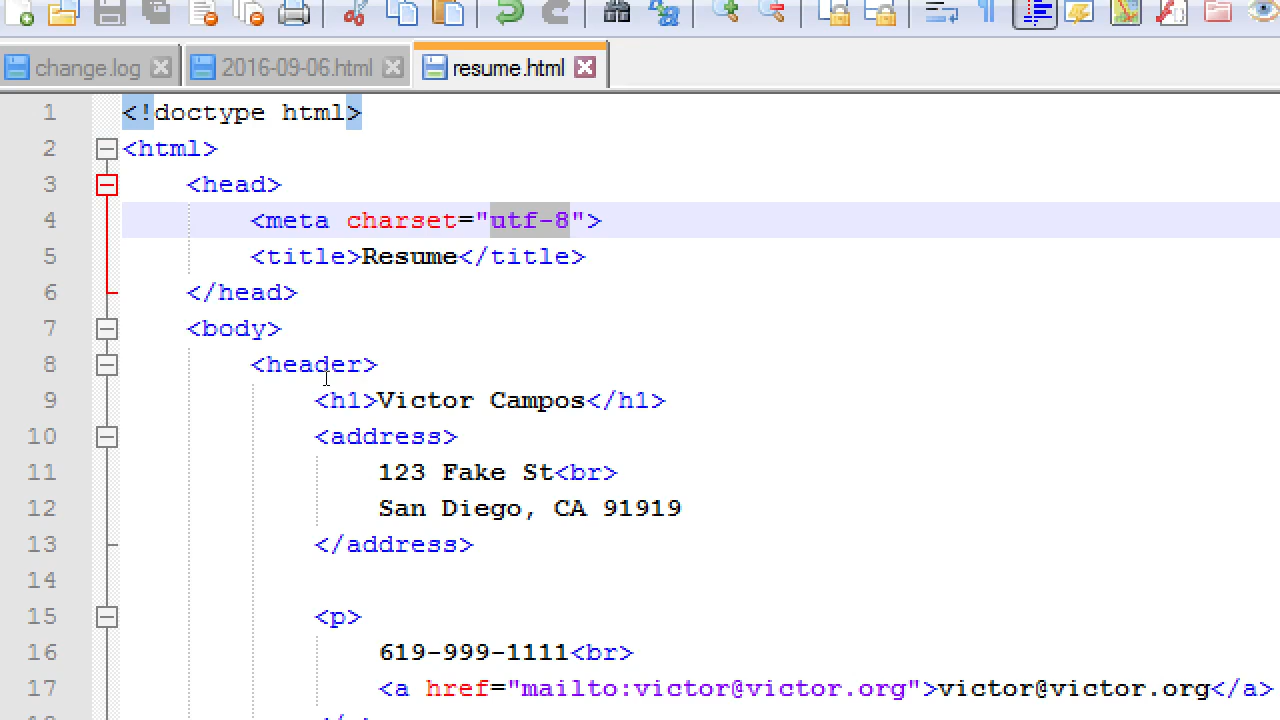 change.log 2016-09-06.html resume.html
1 <!doctype html>
2 <html>
3 <head>
4 <meta charset="utf-8">
5 <title>Resume</title>
6 </head>
7 <body>
8 <header>
9 <h1>Victor Campos</h1>
10 <address>
11 123 Fake St<br>
12 San Diego, CA 91919
13 </address>
14
15 <p>
16 619-999-1111<br>
17 <a href="mailto:victor@victor.org">victor@victor.org</a>